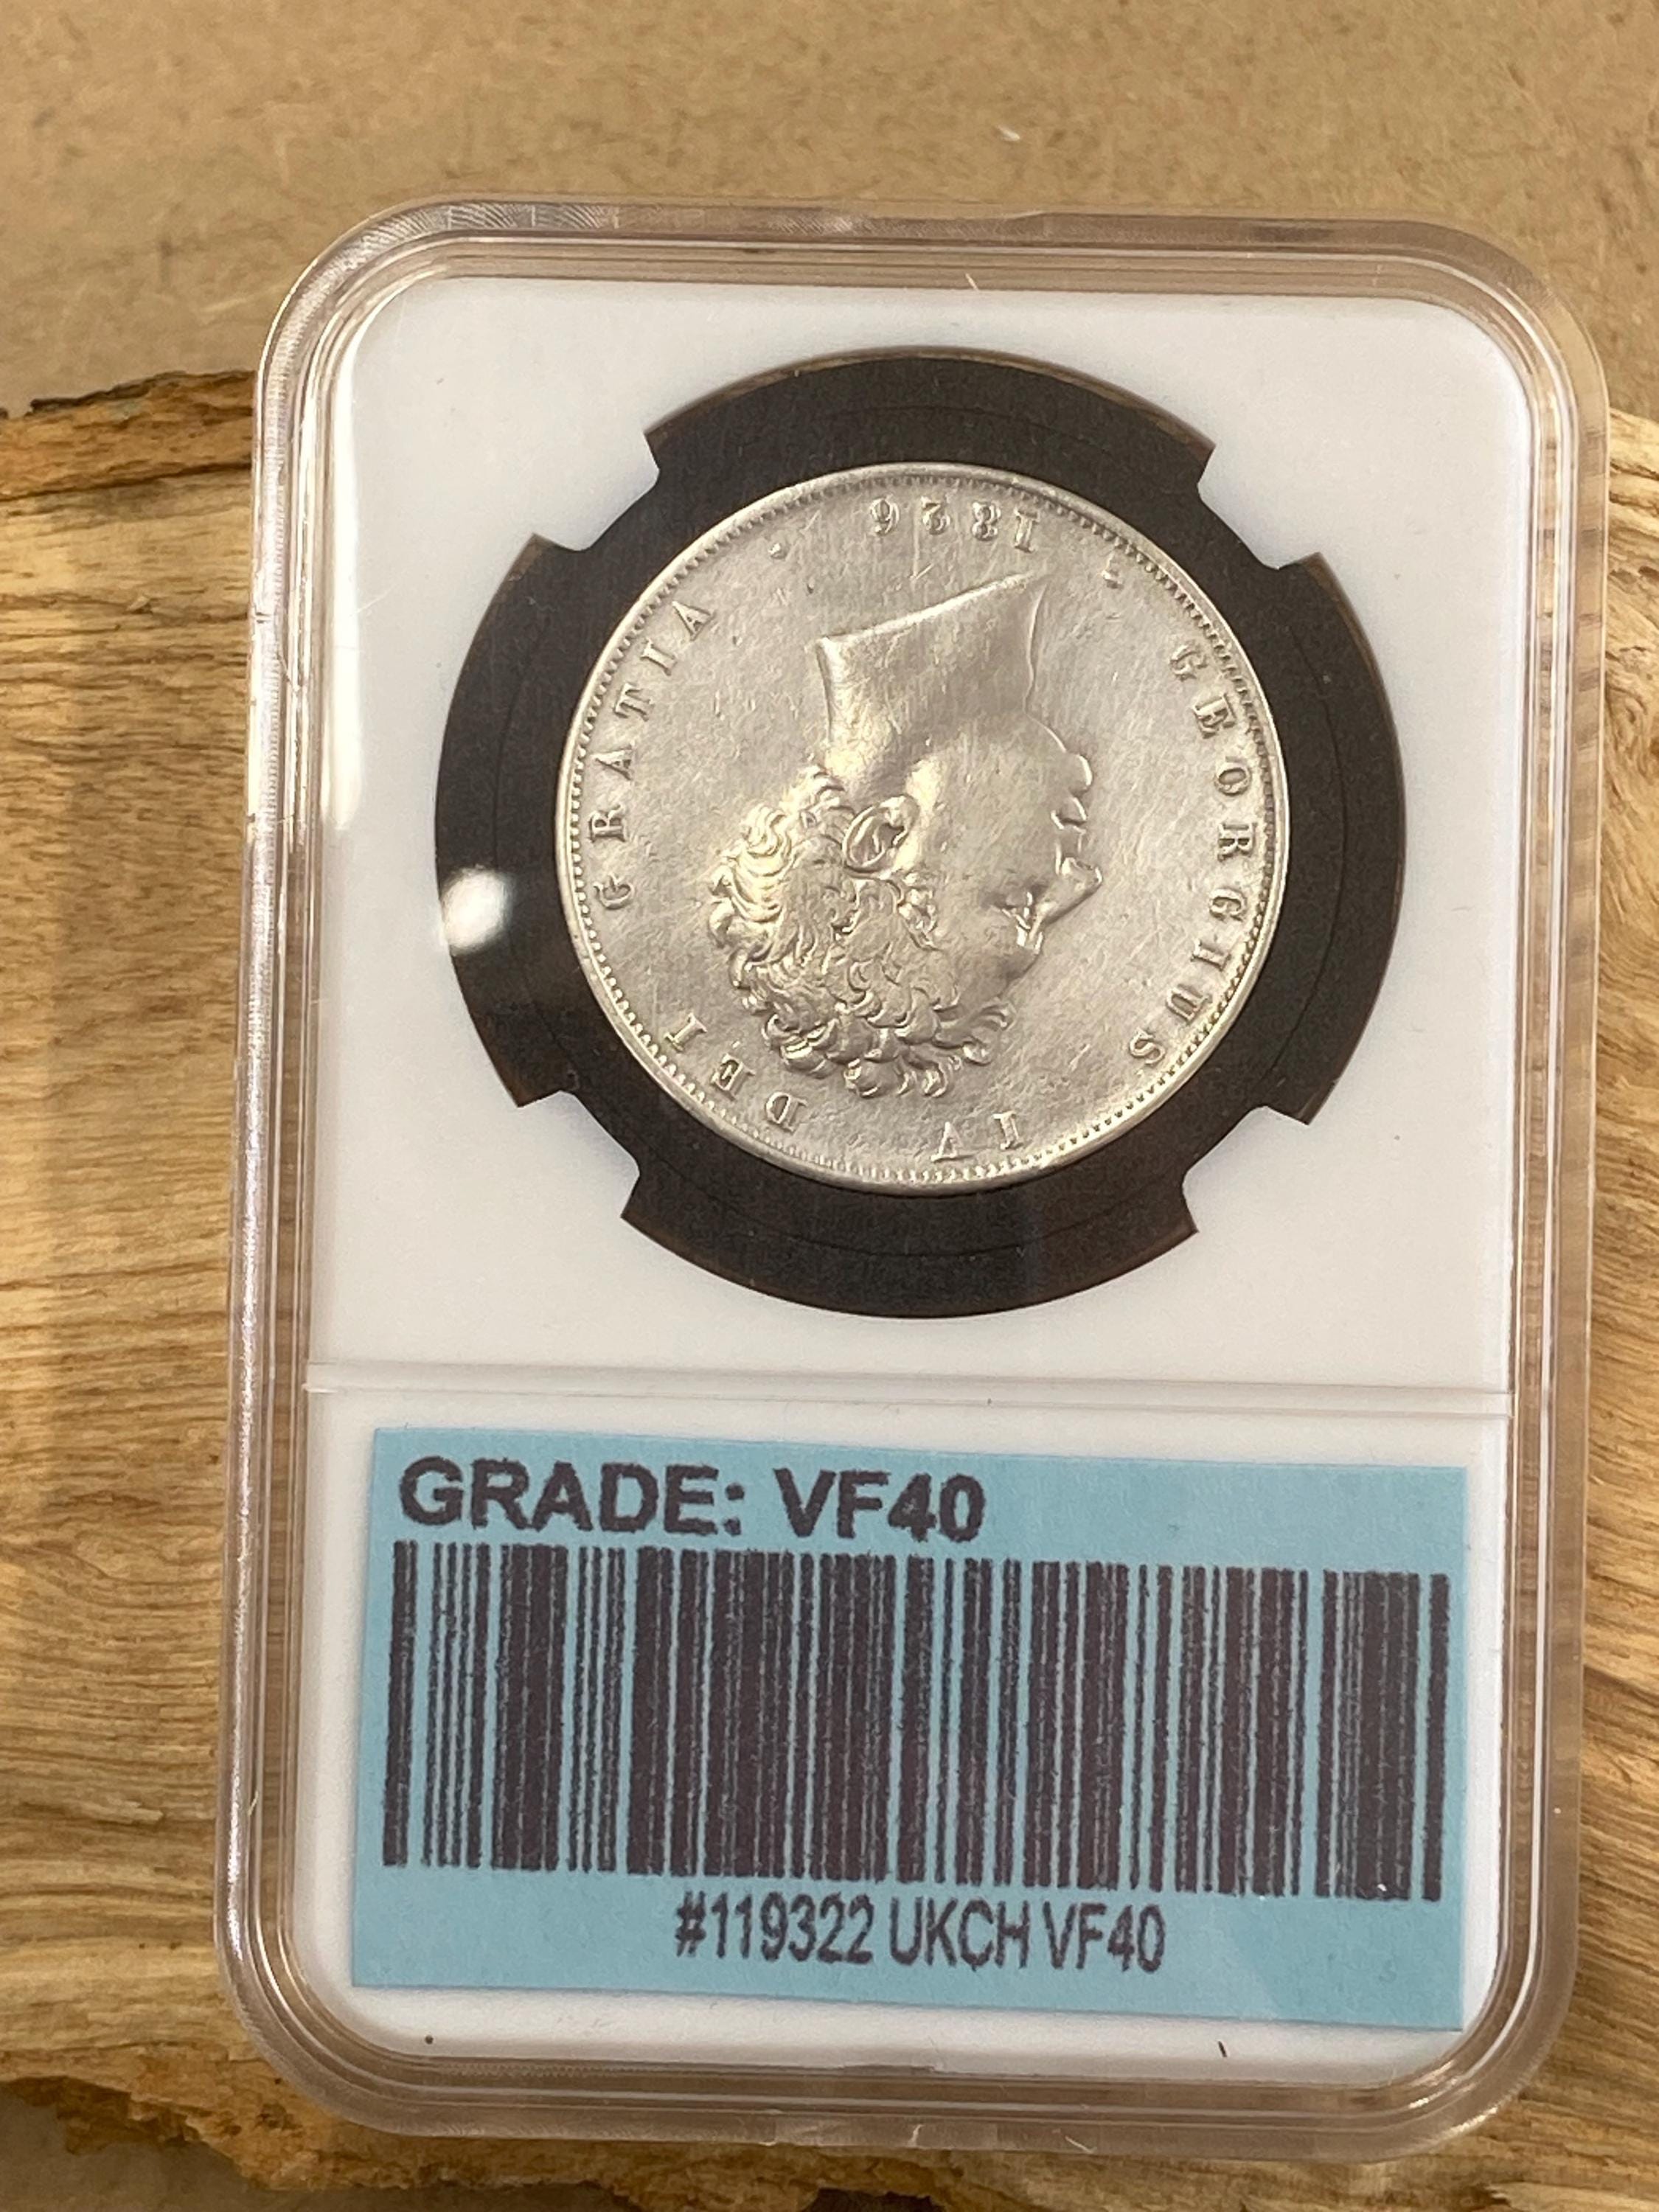 GEORGIUS IV DEI GRATIA
1826
GRADE: VF40
#119322 UKCH VF40